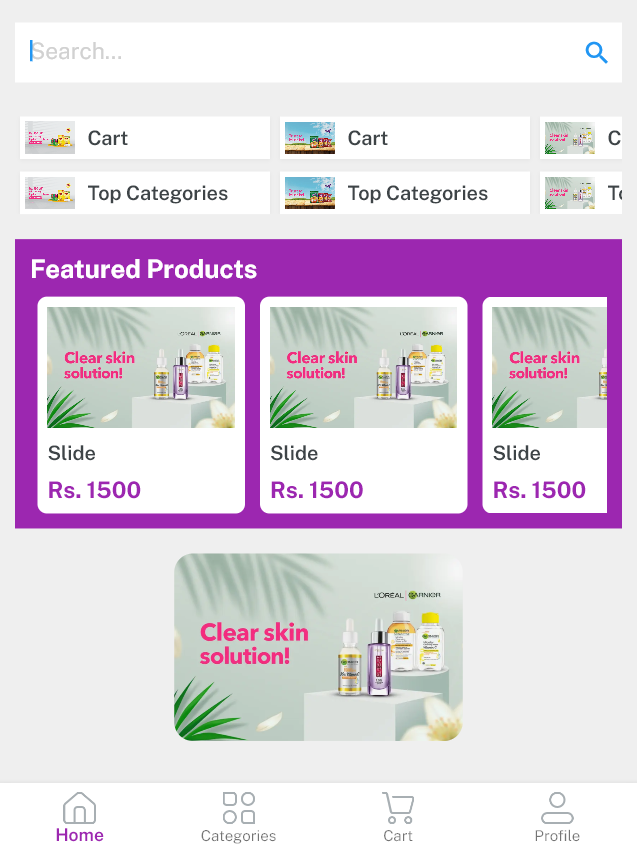 Search...
Cart
Cart
C
Top Categories
Top Categories
To
Featured Products
L'ORÉAL GARNIER
Clear skin
solution!
Slide
Rs. 1500
L'ORÉAL GARNIER
Clear skin
solution!
Slide
Rs. 1500
Clear skin
solution!
Slide
Rs. 1500
L'ORÉAL GARNIER
Clear skin
solution!
Home
Categories
Cart
Profile